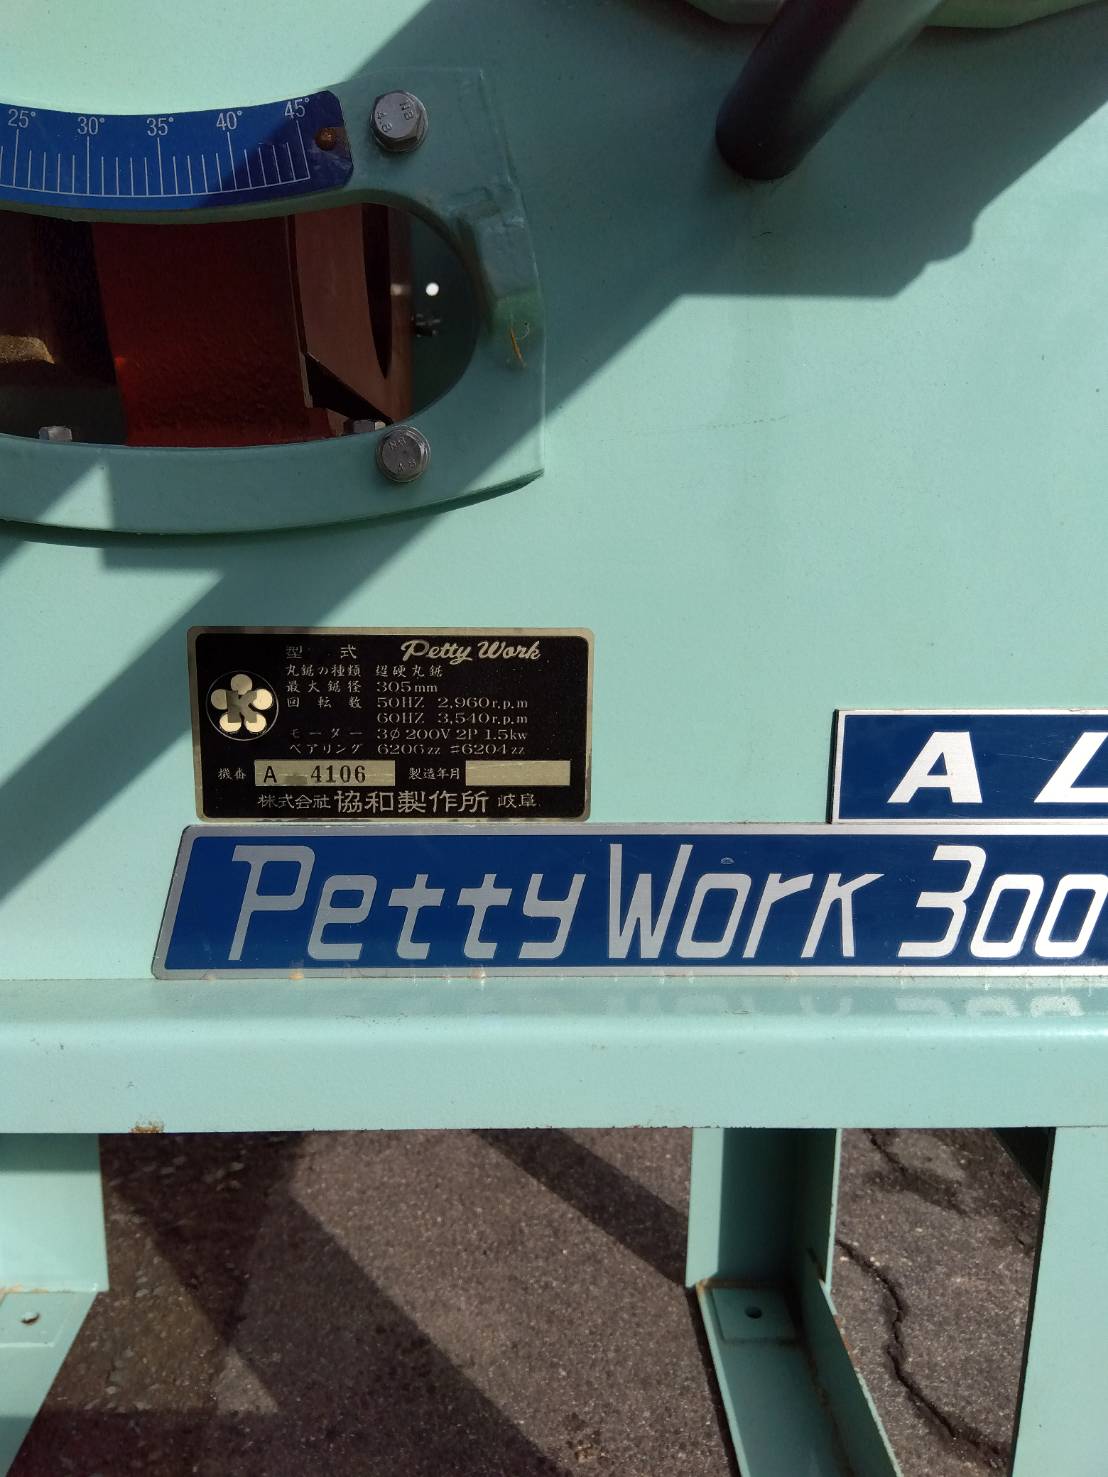 25° 30° 35° 40° 45°
型 式 Petty Work
丸鋸の種類 超硬丸鋸
最大鋸径 305mm
回転数 50HZ 2,960r.p.m
60HZ 3,540r.p.m
モーター 3φ200V 2P 1.5kw
ベアリング 6206zz #6204zz
K
機番 A 4106 製造年月
株式会社 協和製作所 岐阜
A L
Petty Work 300